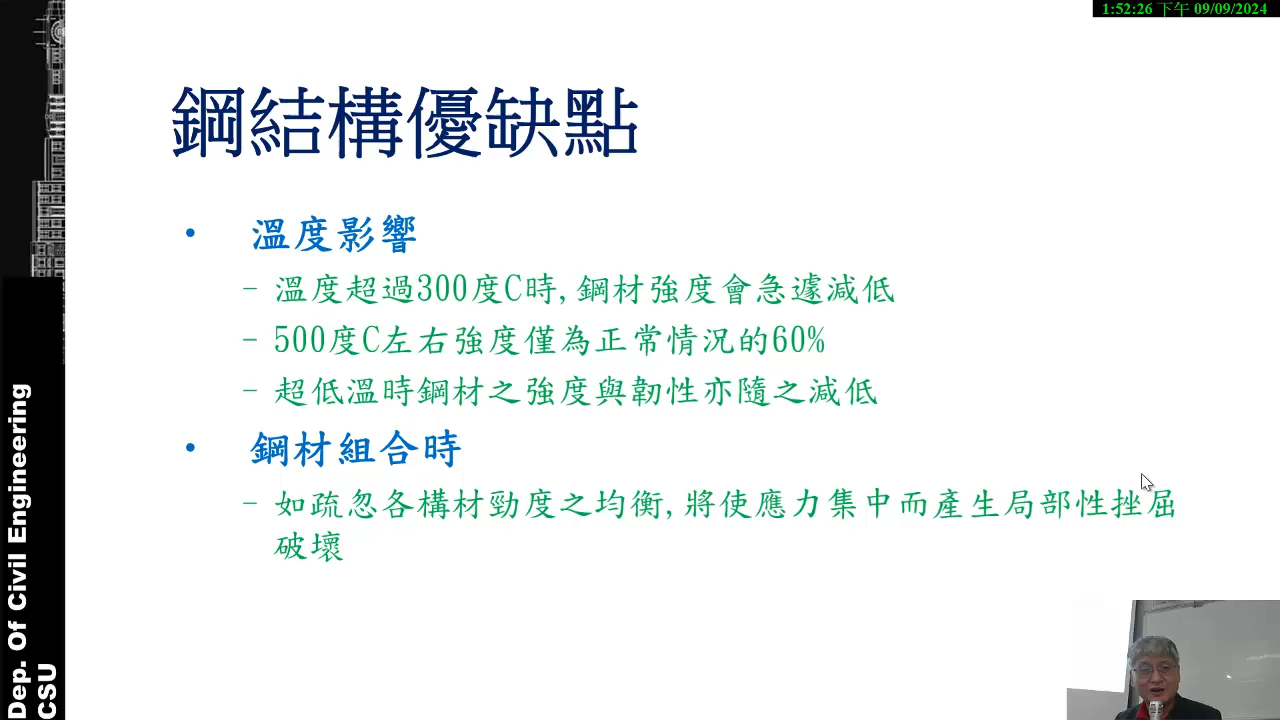 1:52:26 下午 09/09/2024
鋼結構優缺點
• 溫度影響
– 溫度超過300度C時,鋼材強度會急遽減低
– 500度C左右強度僅為正常情況的60%
– 超低溫時鋼材之強度與韌性亦隨之減低
• 鋼材組合時
– 如疏忽各構材勁度之均衡,將使應力集中而產生局部性挫屈
破壞
Dep. Of Civil Engineering
CSU